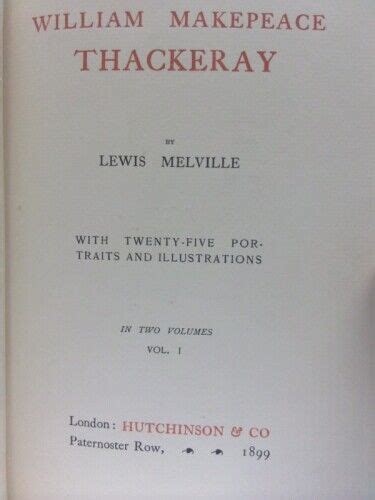 WILLIAM MAKEPEACE
THACKERAY
BY
LEWIS MELVILLE
WITH TWENTY-FIVE POR-
TRAITS AND ILLUSTRATIONS
IN TWO VOLUMES
VOL. I
London: HUTCHINSON & CO
Paternoster Row, 1899